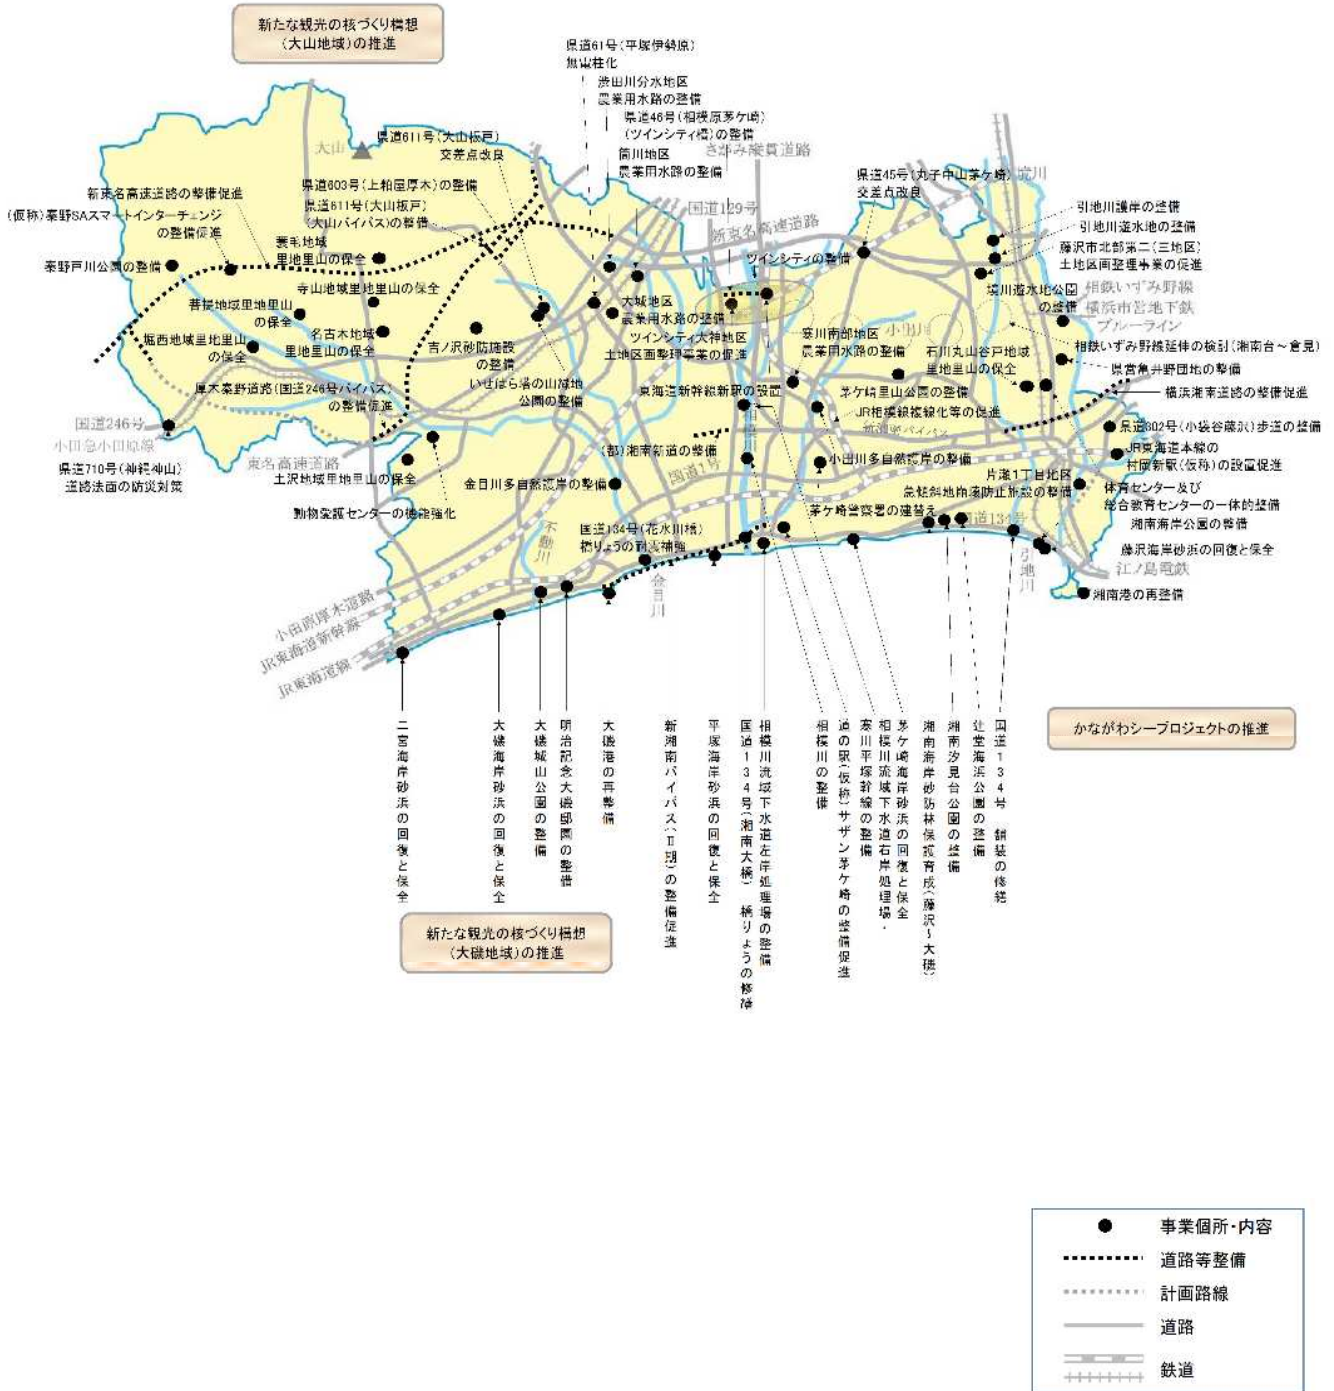 新たな観光の核づくり構想
(大山地域)の推進
県道61号(平塚伊勢原)
無電柱化
渋田川分水地区
農業用水路の整備
県道46号(相模原茅ケ崎)
(ツインシティ橋)の整備
筒川地区
農業用水路の整備
さがみ縦貫道路
大山
県道611号(大山板戸)
交差点改良
県道603号(上粕屋厚木)の整備
県道611号(大山板戸)
(大山バイパス)の整備
新東名高速道路の整備促進
(仮称)秦野SAスマートインターチェンジ
の整備促進
蓑毛地域
里地里山の保全
秦野戸川公園の整備
寺山地域里地里山の保全
菩提地域里地里山
の保全
名古木地域
里地里山の保全
堀西地域里地里山
の保全
吉ノ沢砂防施設
の整備
いせはら塔の山緑地
公園の整備
厚木秦野道路(国道246号バイパス)
の整備促進
国道246号
小田急小田原線
県道710号(神縄神山)
道路法面の防災対策
東名高速道路
土沢地域里地里山の保全
動物愛護センターの機能強化
国道129号
新東名高速道路
ツインシティの整備
県道45号(丸子中山茅ケ崎)
交差点改良
境川
引地川護岸の整備
引地川遊水地の整備
藤沢市北部第二(三地区)
土地区画整理事業の促進
境川遊水地公園
の整備
相鉄いずみ野線
横浜市営地下鉄
ブルーライン
相鉄いずみ野線延伸の検討(湘南台～倉見)
県営亀井野団地の整備
横浜湘南道路の整備促進
県道302号(小袋谷藤沢)歩道の整備
JR東海道本線の
村岡新駅(仮称)の設置促進
体育センター及び
総合教育センターの一体的整備
湘南海岸公園の整備
藤沢海岸砂浜の回復と保全
江ノ島電鉄
湘南港の再整備
大城地区
農業用水路の整備
ツインシティ大神地区
土地区画整理事業の促進
小出川
寒川南部地区
農業用水路の整備
石川丸山谷戸地域
里地里山の保全
東海道新幹線新駅の設置
茅ケ崎里山公園の整備
JR相模線複線化等の促進
新湘南バイパス
相模川
(都)湘南新道の整備
国道1号
小出川多自然護岸の整備
金目川多自然護岸の整備
片瀬1丁目地区
急傾斜地崩壊防止施設の整備
茅ケ崎警察署の建替え
国道134号
国道134号(花水川橋)
橋りょうの耐震補強
不動川
金目川
引地川
小田原厚木道路
JR東海道新幹線
JR東海道線
二宮海岸砂浜の回復と保全
大磯海岸砂浜の回復と保全
大磯城山公園の整備
明治記念大磯邸園の整備
大磯港の再整備
新湘南バイパス(Ⅱ期)の整備促進
平塚海岸砂浜の回復と保全
国道134号(湘南大橋) 橋りょうの修繕
相模川流域下水道左岸処理場の整備
相模川の整備
道の駅(仮称)サザン茅ケ崎の整備促進
寒川平塚幹線の整備
相模川流域下水道右岸処理場・
茅ケ崎海岸砂浜の回復と保全
湘南海岸砂防林保護育成(藤沢～大磯)
湘南汐見台公園の整備
辻堂海浜公園の整備
国道134号 舗装の修繕
かながわシープロジェクトの推進
新たな観光の核づくり構想
(大磯地域)の推進
事業個所・内容
道路等整備
計画路線
道路
鉄道